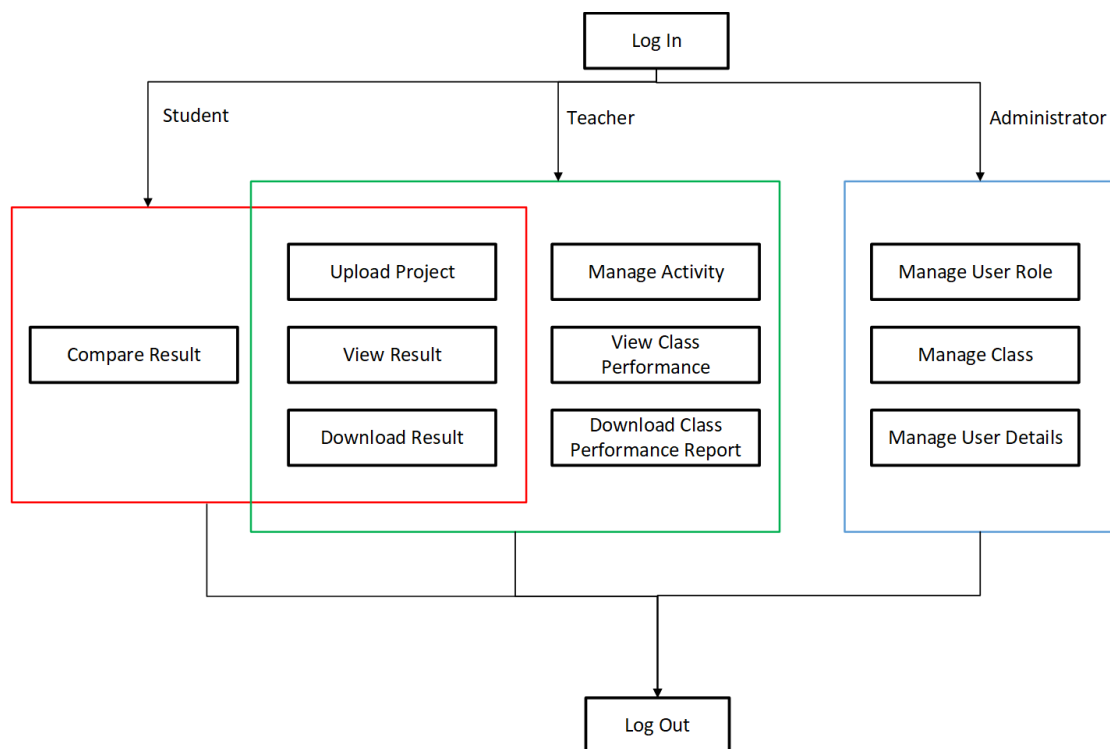 Log In
Student
Teacher
Administrator
Upload Project
Manage Activity
Manage User Role
Compare Result
View Result
View Class
Performance
Manage Class
Download Result
Download Class
Performance Report
Manage User Details
Log Out